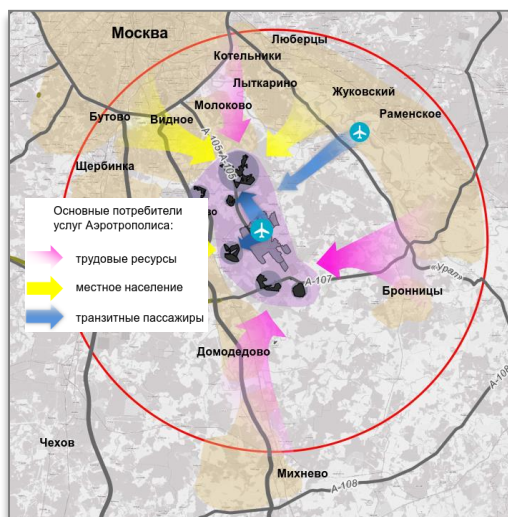 Москва
Люберцы
Котельники
Лыткарино
Жуковский
Молоково
Раменское
Бутово
Видное
А-105
А-105
Щербинка
Основные потребители
услуг Аэротрополиса:
трудовые ресурсы
местное население
транзитные пассажиры
«Урал»
А-107
Бронницы
Домодедово
А-108
Чехов
Михнево
А-108